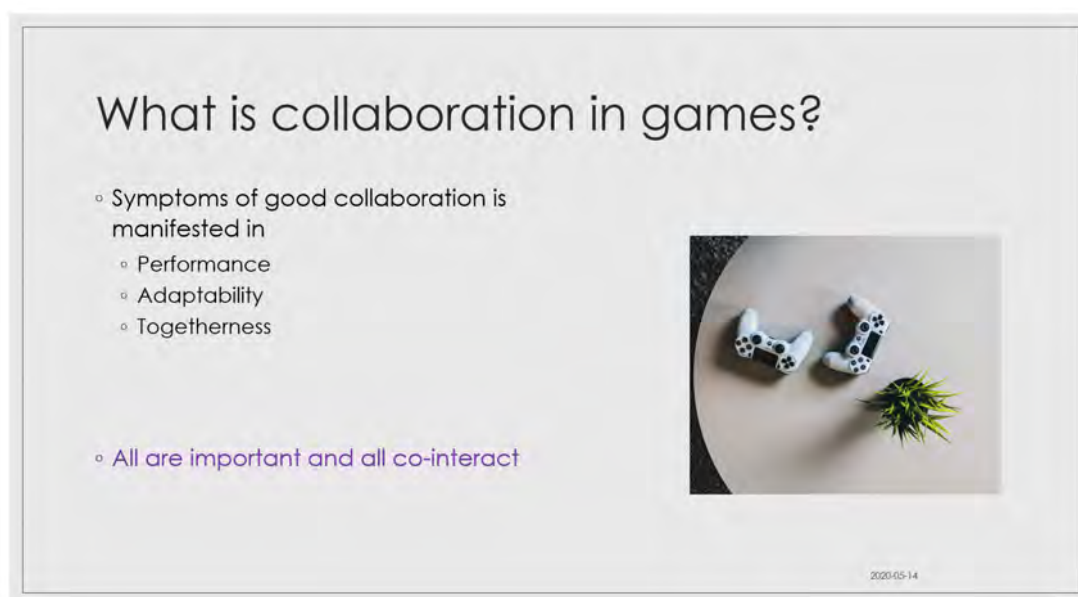 What is collaboration in games?
◦ Symptoms of good collaboration is
manifested in
◦ Performance
◦ Adaptability
◦ Togetherness
◦ All are important and all co-interact
2020-05-14